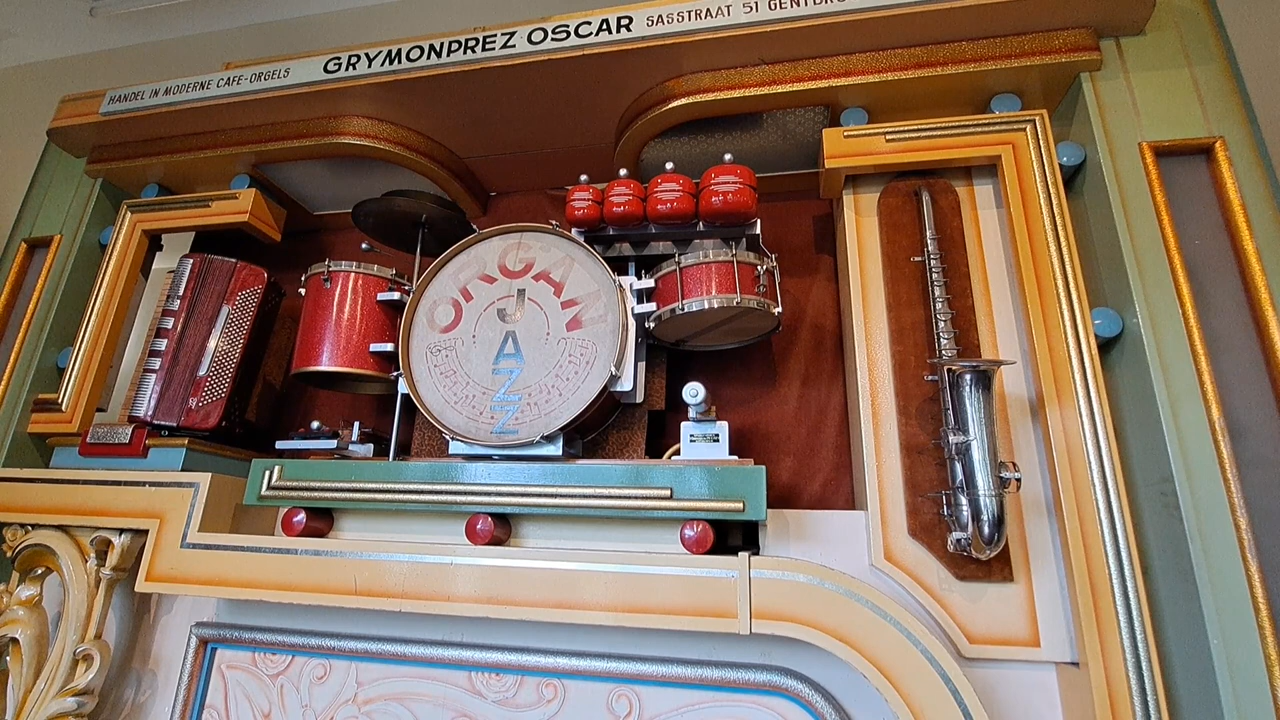 HANDEL IN MODERNE CAFE-ORGELS GRYMONPREZ OSCAR SASSTRAAT 51
ORGAN
JAZZ